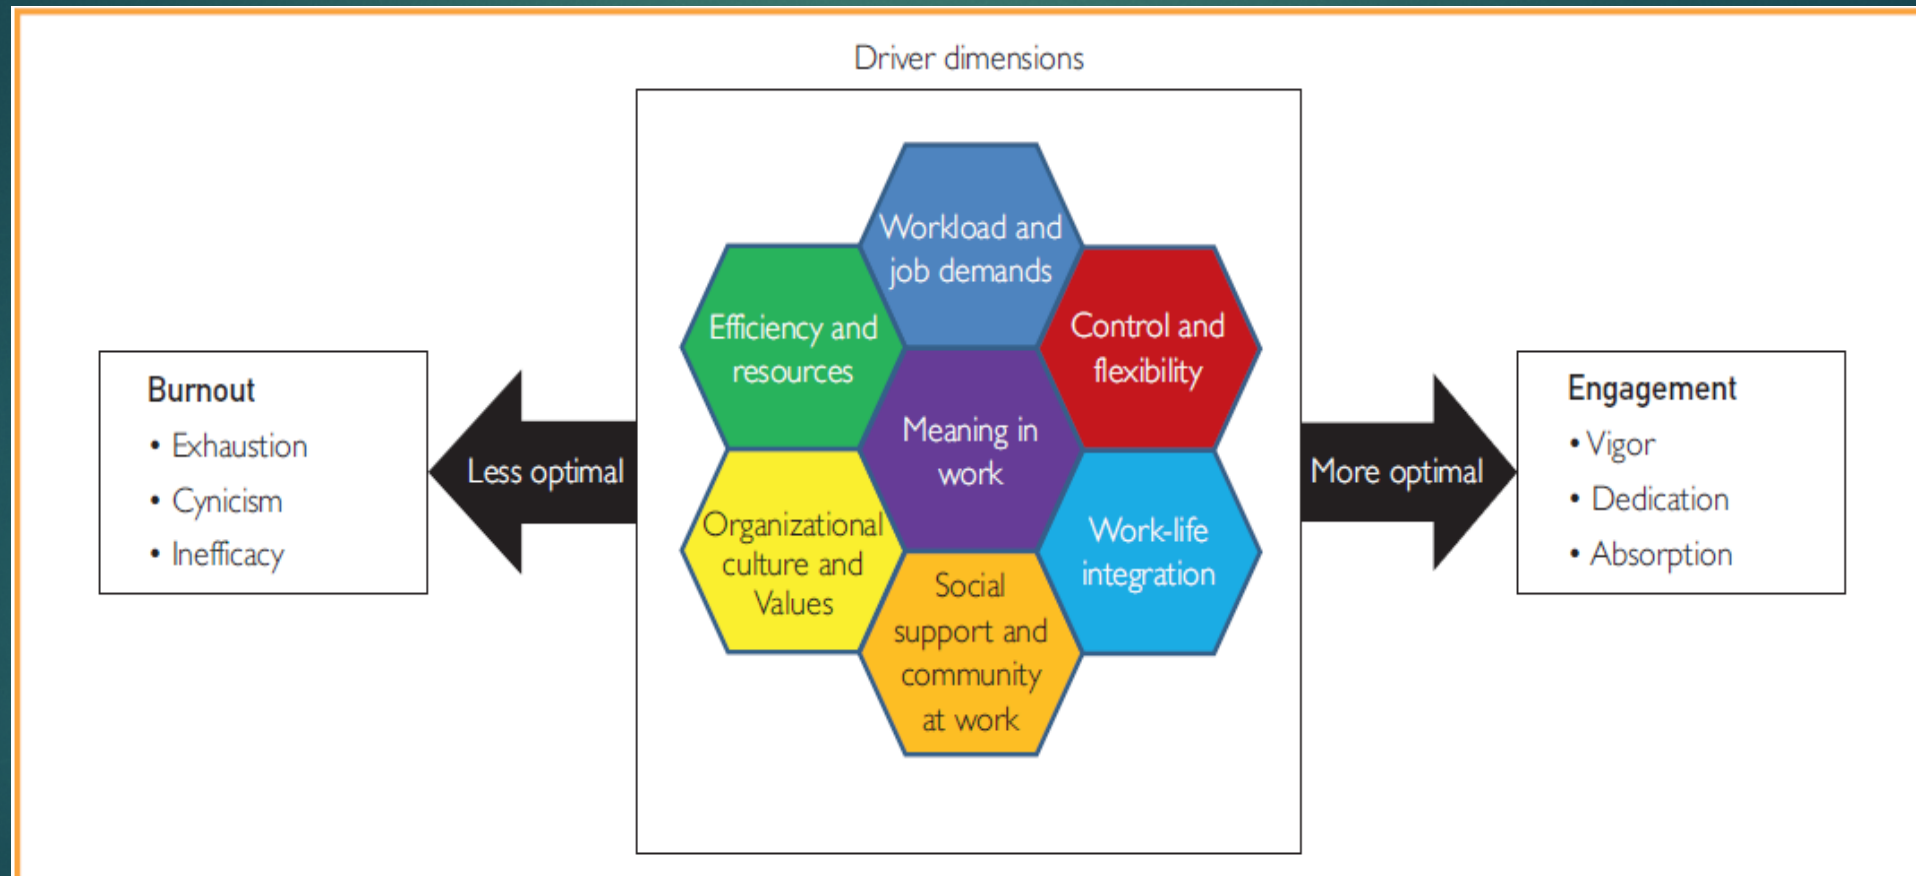 Driver dimensions
Workload and
job demands
Efficiency and
resources
Control and
flexibility
Meaning in
work
Organizational
culture and
Values
Work-life
integration
Social
support and
community
at work
Burnout
• Exhaustion
• Cynicism
• Inefficacy
Less optimal
More optimal
Engagement
• Vigor
• Dedication
• Absorption